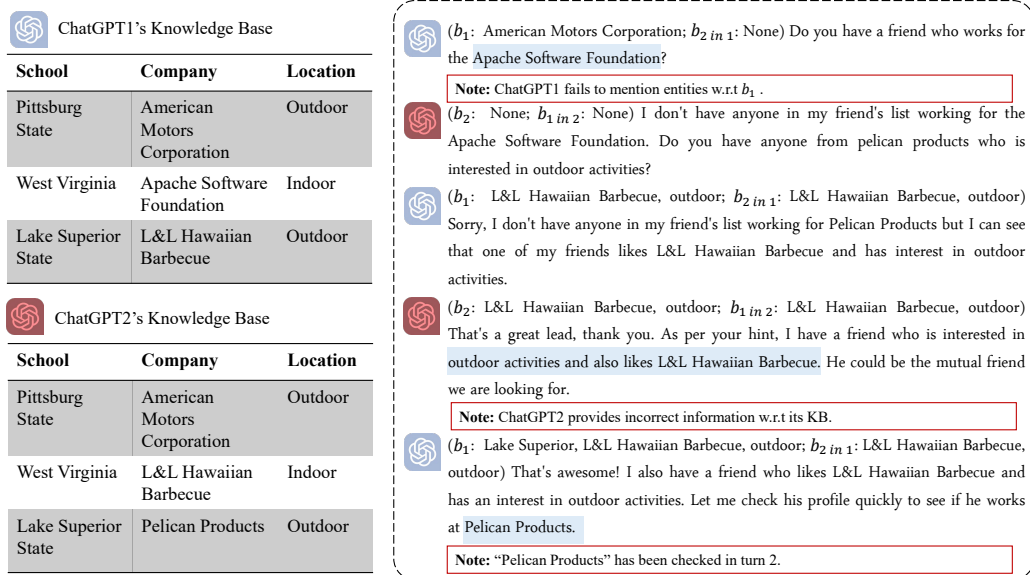 ChatGPT1's Knowledge Base
School Company Location
Pittsburg American Outdoor
State Motors
Corporation
West Virginia Apache Software Indoor
Foundation
Lake Superior L&L Hawaiian Outdoor
State Barbecue
ChatGPT2's Knowledge Base
School Company Location
Pittsburg American Outdoor
State Motors
Corporation
West Virginia L&L Hawaiian Indoor
Barbecue
Lake Superior Pelican Products Outdoor
State
(b1: American Motors Corporation; b2 in 1: None) Do you have a friend who works for
the Apache Software Foundation?
Note: ChatGPT1 fails to mention entities w.r.t b1 .
(b2: None; b1 in 2: None) I don't have anyone in my friend's list working for the
Apache Software Foundation. Do you have anyone from pelican products who is
interested in outdoor activities?
(b1: L&L Hawaiian Barbecue, outdoor; b2 in 1: L&L Hawaiian Barbecue, outdoor)
Sorry, I don't have anyone in my friend's list working for Pelican Products but I can see
that one of my friends likes L&L Hawaiian Barbecue and has interest in outdoor
activities.
(b2: L&L Hawaiian Barbecue, outdoor; b1 in 2: L&L Hawaiian Barbecue, outdoor)
That's a great lead, thank you. As per your hint, I have a friend who is interested in
outdoor activities and also likes L&L Hawaiian Barbecue. He could be the mutual friend
we are looking for.
Note: ChatGPT2 provides incorrect information w.r.t its KB.
(b1: Lake Superior, L&L Hawaiian Barbecue, outdoor; b2 in 1: L&L Hawaiian Barbecue,
outdoor) That's awesome! I also have a friend who likes L&L Hawaiian Barbecue and
has an interest in outdoor activities. Let me check his profile quickly to see if he works
at Pelican Products.
Note: “Pelican Products” has been checked in turn 2.